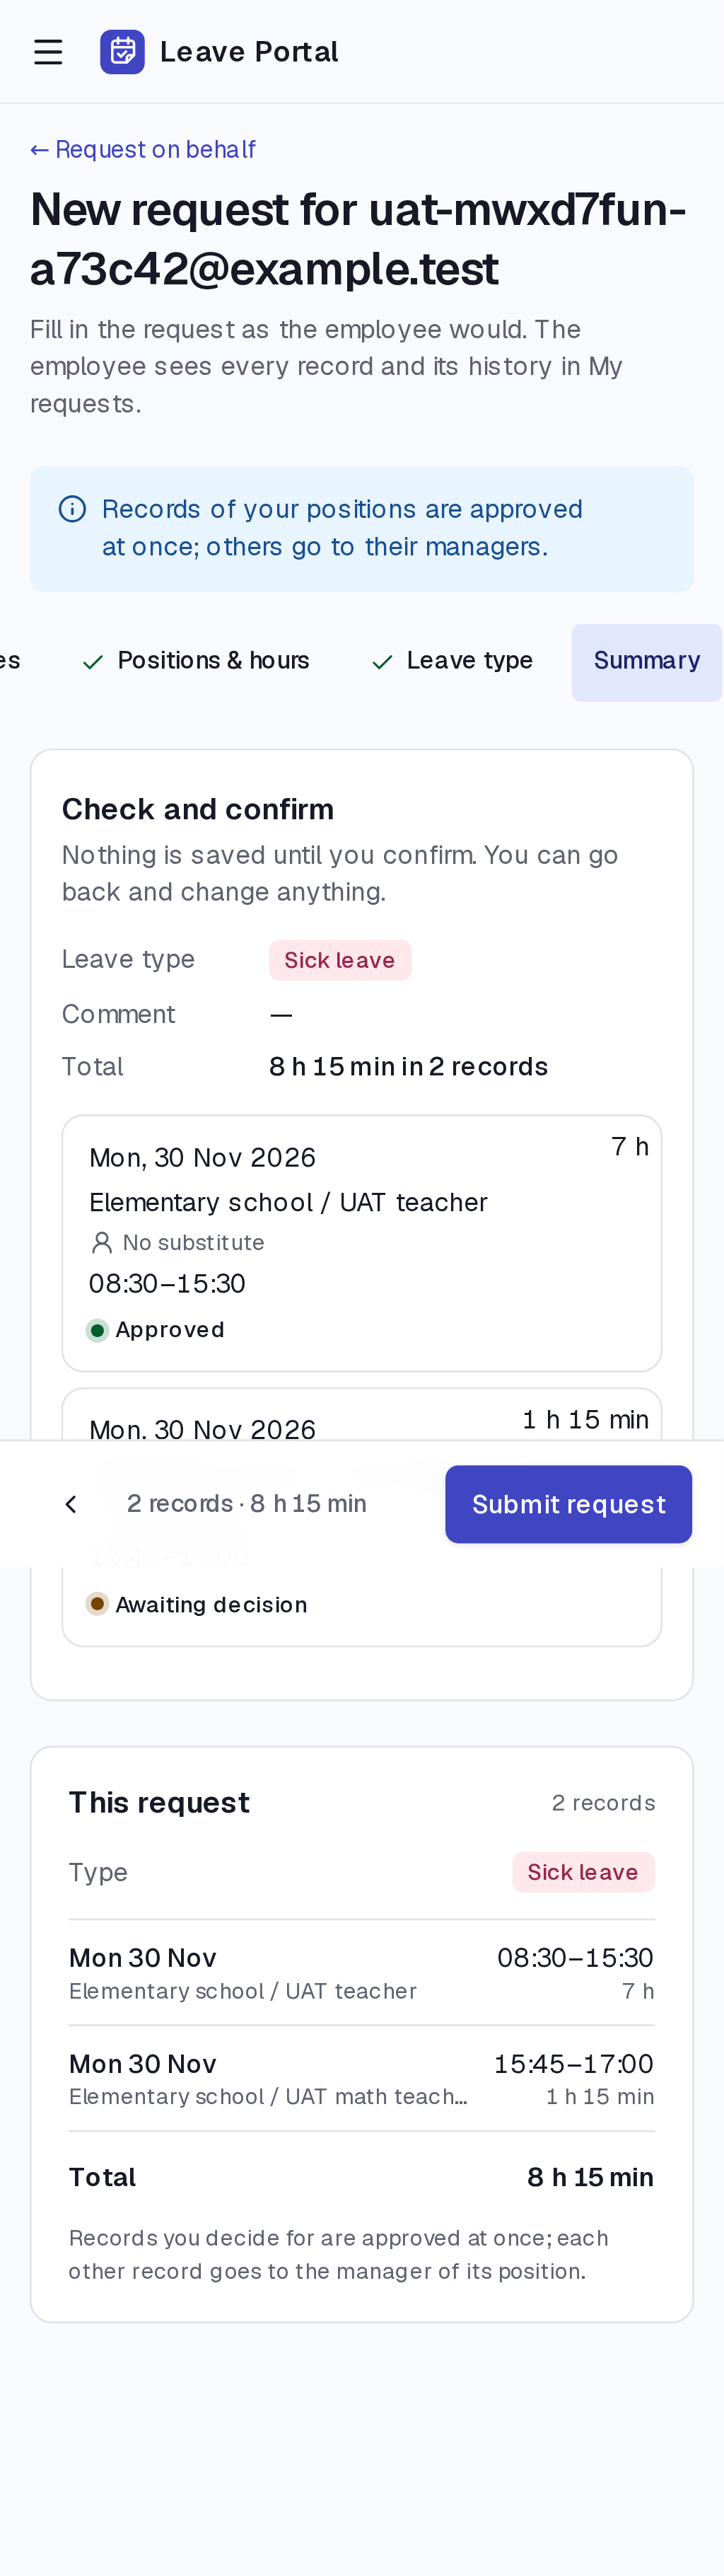 Leave Portal
← Request on behalf
New request for uat-mwxd7fun-
a73c42@example.test
Fill in the request as the employee would. The
employee sees every record and its history in My
requests.
Records of your positions are approved
at once; others go to their managers.
es
Positions & hours
Leave type
Summary
Check and confirm
Nothing is saved until you confirm. You can go
back and change anything.
Leave type Sick leave
Comment —
Total 8 h 15 min in 2 records
Mon, 30 Nov 2026 7 h
Elementary school / UAT teacher
No substitute
08:30–15:30
Approved
Mon, 30 Nov 2026 1 h 15 min
2 records · 8 h 15 min Submit request
15:45–17:00
Awaiting decision
This request 2 records
Type Sick leave
Mon 30 Nov 08:30–15:30
Elementary school / UAT teacher 7 h
Mon 30 Nov 15:45–17:00
Elementary school / UAT math teach... 1 h 15 min
Total 8 h 15 min
Records you decide for are approved at once; each
other record goes to the manager of its position.